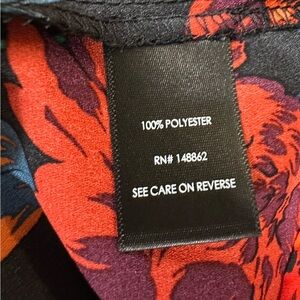 100% POLYESTER
RN# 148862
SEE CARE ON REVERSE